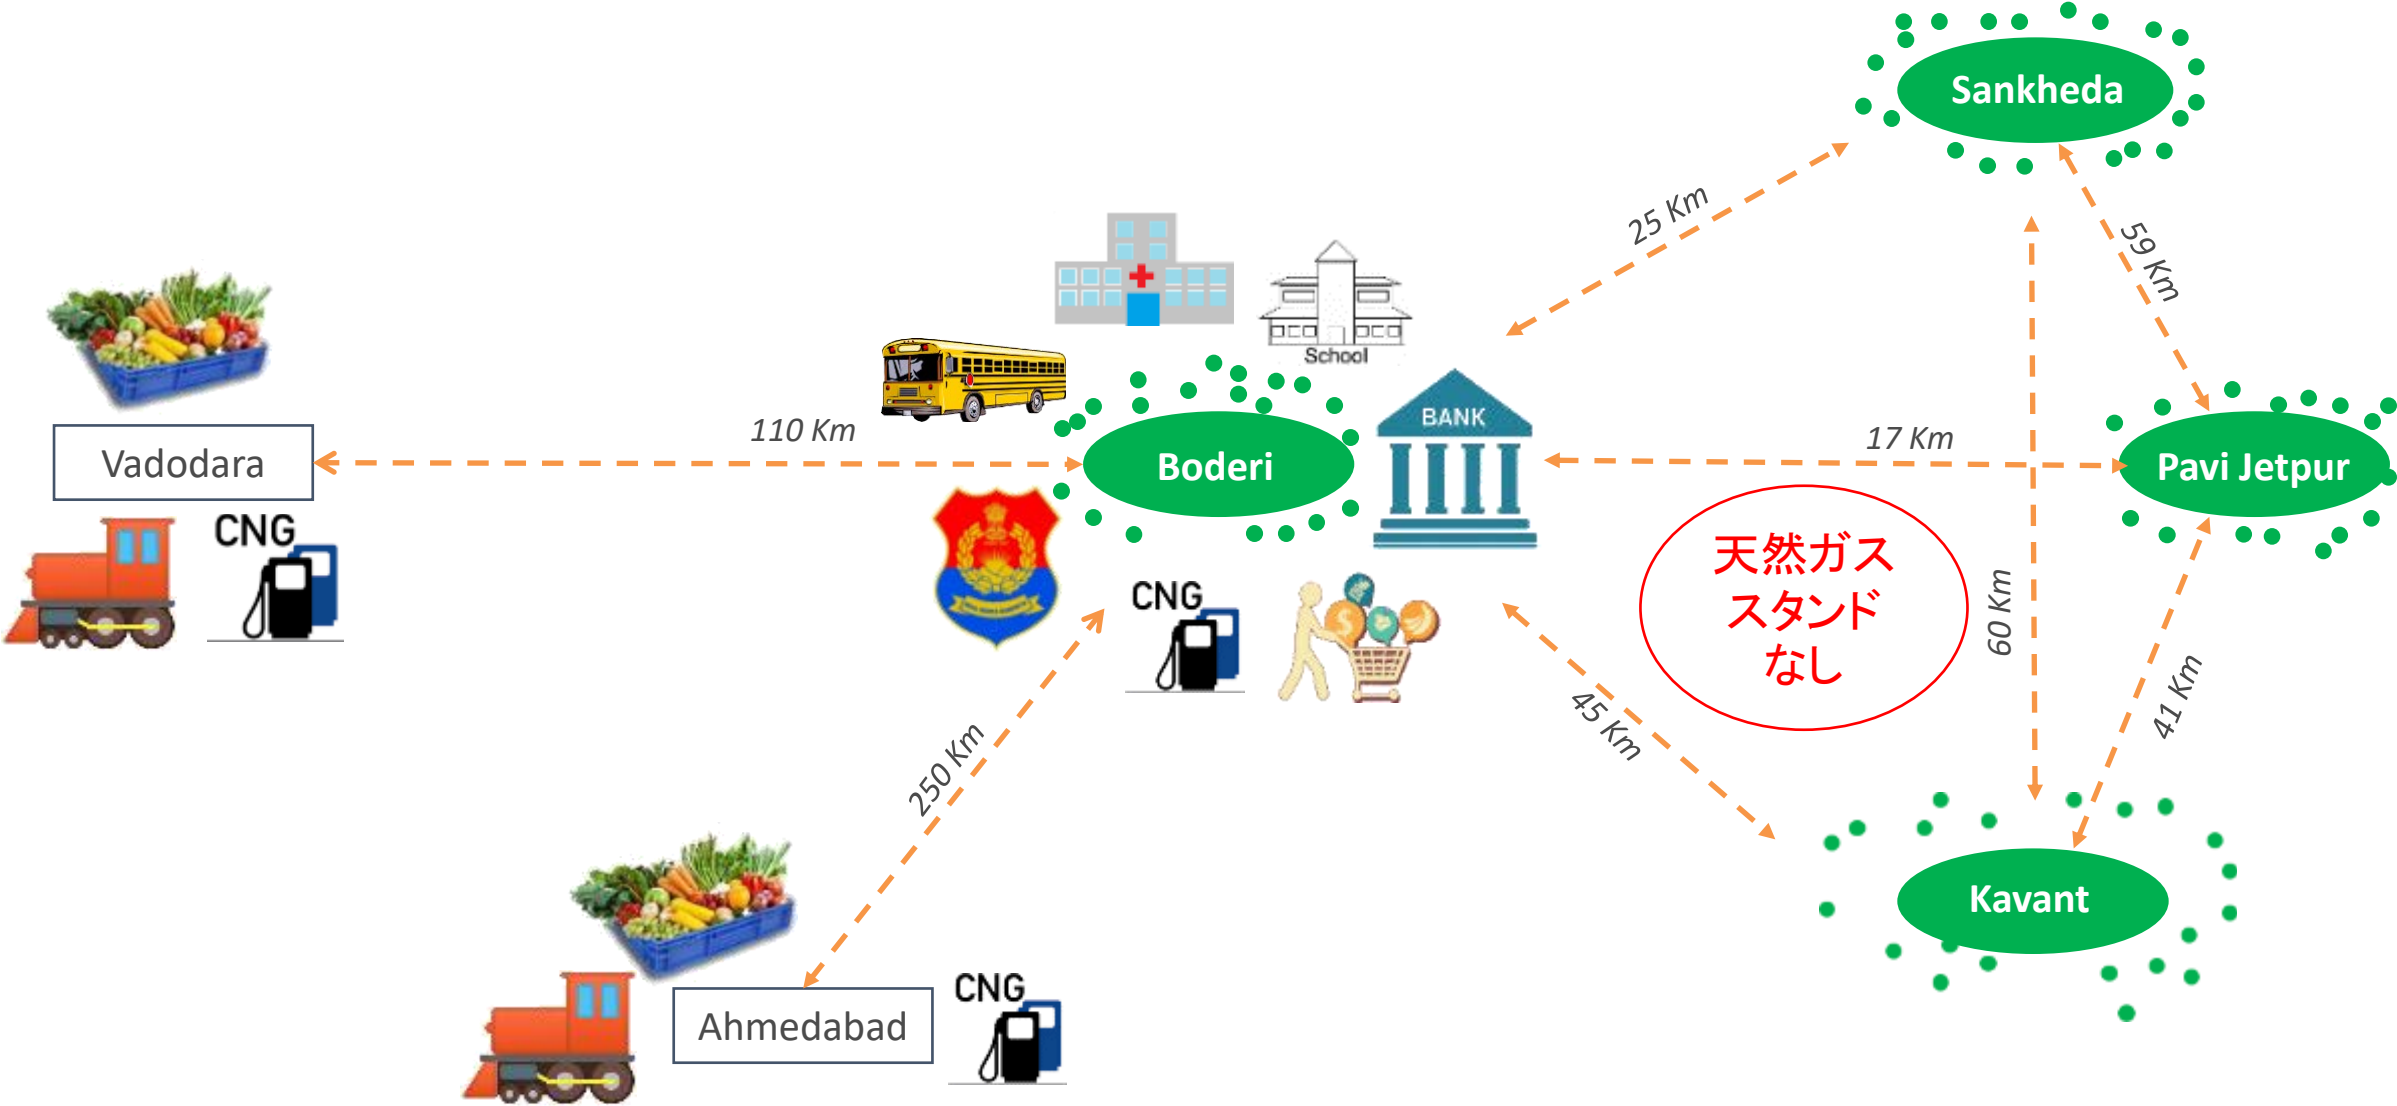 Sankheda
25 Km
59 Km
School
BANK
110 Km
Vadodara
Boderi
17 Km
Pavi Jetpur
CNG
CNG
天然ガス
スタンド
なし
60 Km
45 Km
41 Km
250 Km
Kavant
Ahmedabad
CNG